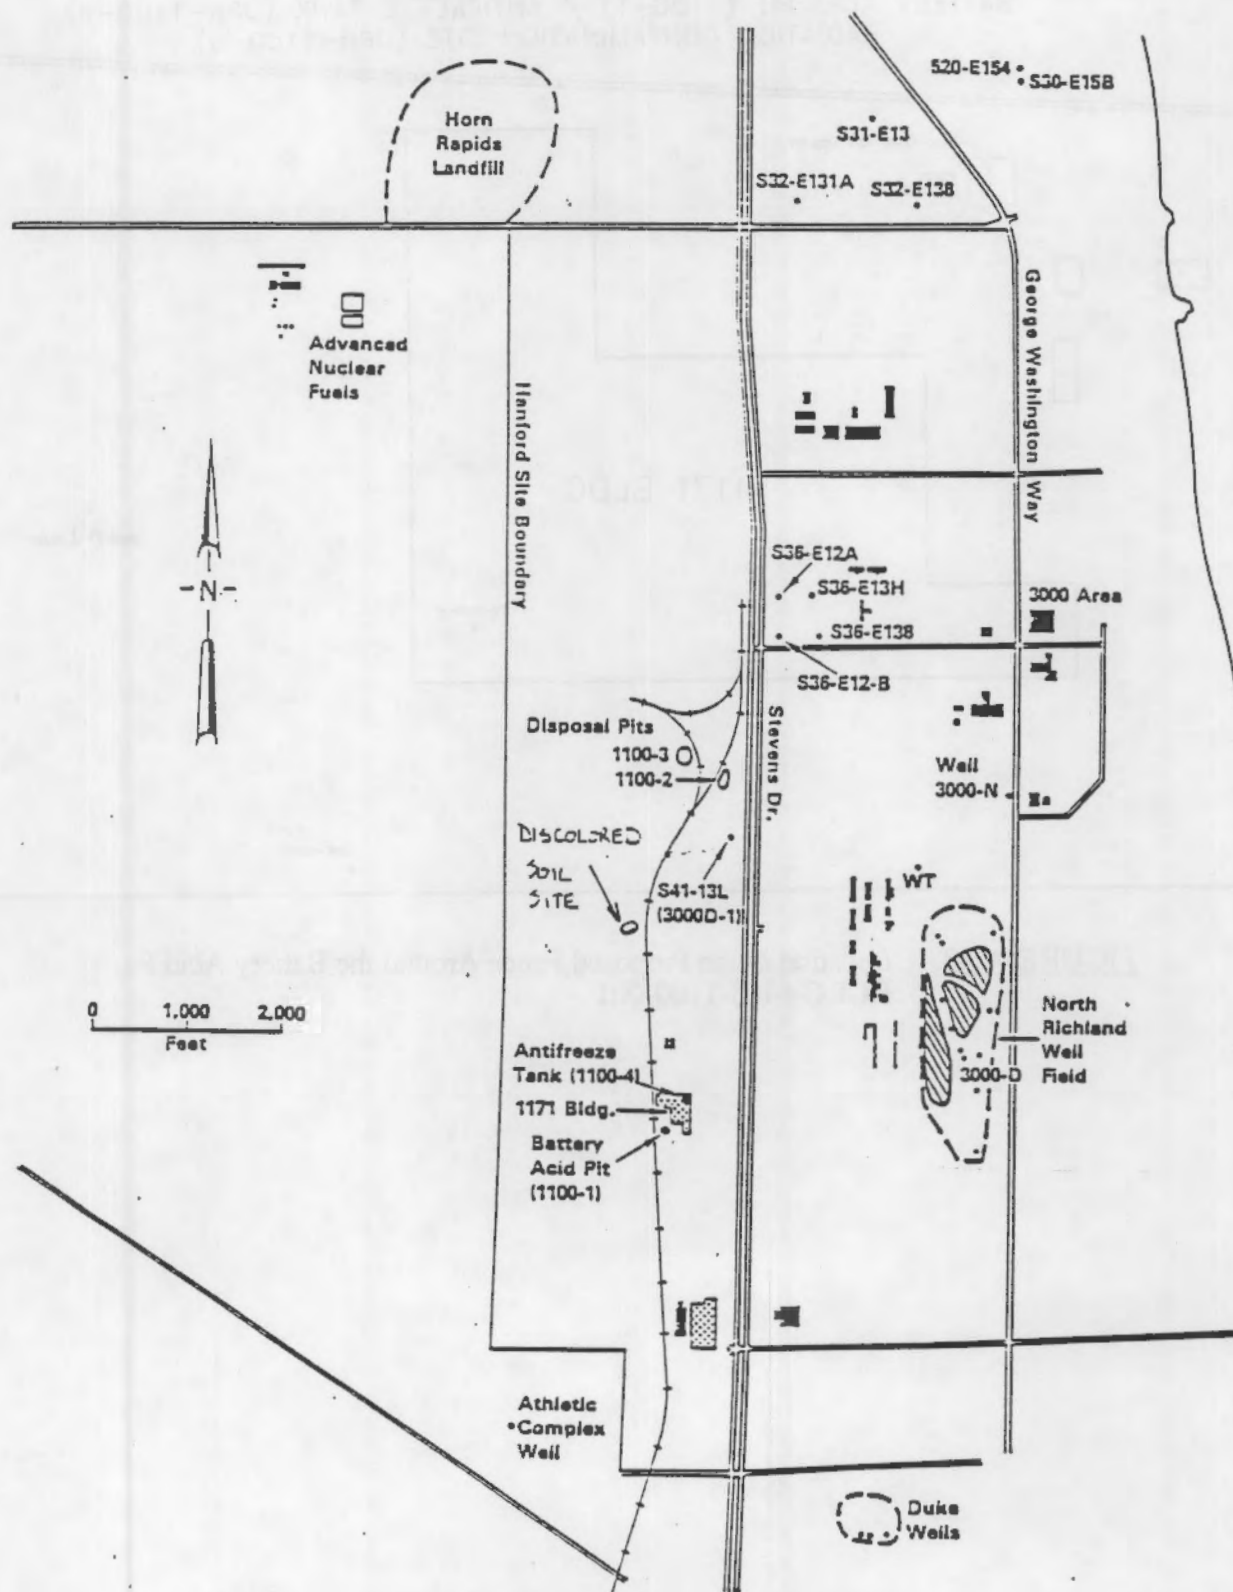 520-E154
S30-E15B
Horn
Rapids
Landfill
S31-E13
S32-E131A
S32-E138
George Washington Way
Advanced
Nuclear
Fuels
Hanford Site Boundary
N
S36-E12A
S36-E13H
3000 Area
S36-E138
S36-E12-B
Disposal Pits
1100-3
1100-2
Stevens Dr.
Well
3000-N
DISCOLORED
SOIL
SITE
S41-13L
(3000D-1)
WT
0 1,000 2,000
Feet
North
Richland
Well
Field
3000-D
Antifreeze
Tank (1100-4)
1171 Bldg.
Battery
Acid Pit
(1100-1)
Athletic
Complex
Well
Duke
Wells